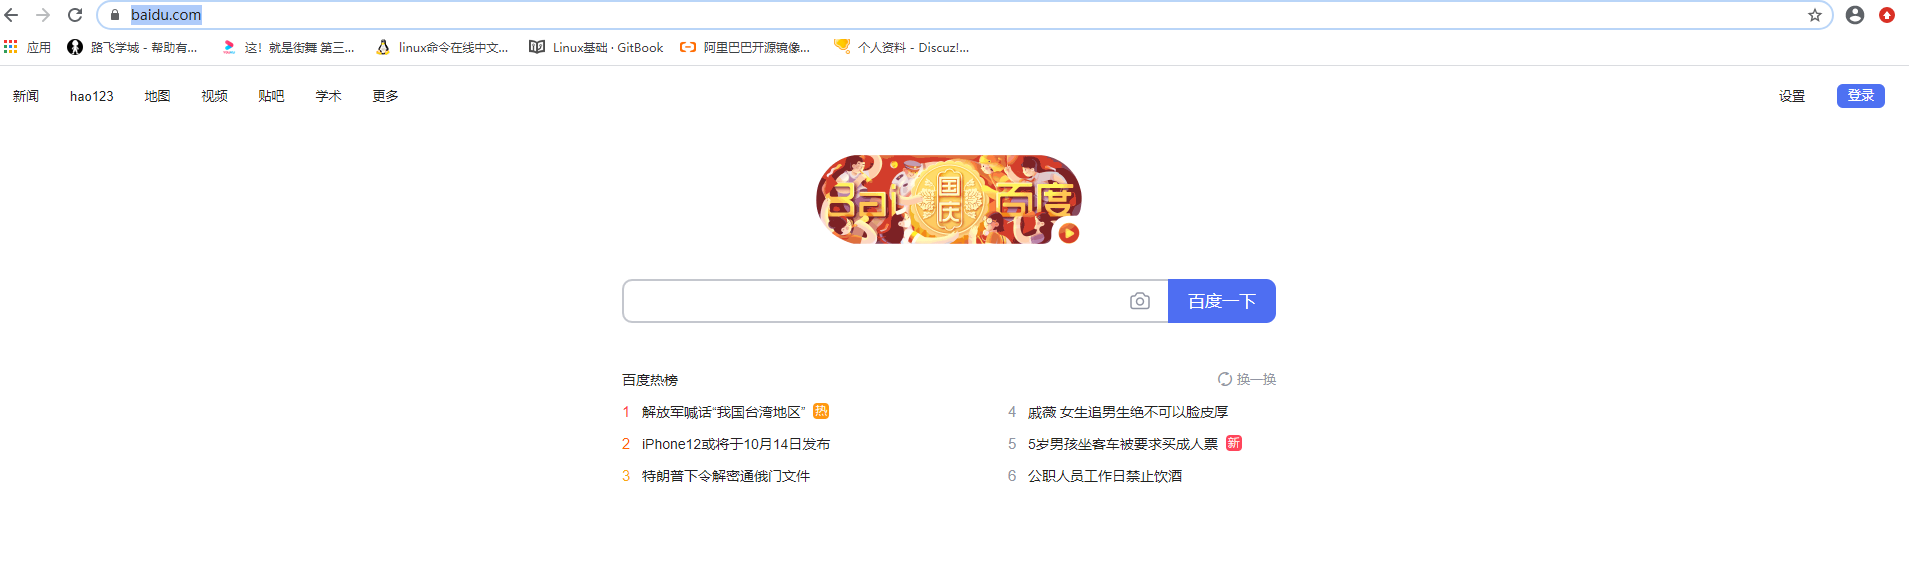 baidu.com
应用 路飞学城 - 帮助有... 这！就是街舞 第三... linux命令在线中文... Linux基础 · GitBook 阿里巴巴开源镜像... 个人资料 - Discuz!...
新闻 hao123 地图 视频 贴吧 学术 更多 设置 登录
Bai 国庆 百度
百度一下
百度热榜 换一换
1 解放军喊话“我国台湾地区” 热
4 戚薇 女生追男生绝不可以脸皮厚
2 iPhone12或将于10月14日发布
5 5岁男孩坐客车被要求买成人票 新
3 特朗普下令解密通俄门文件
6 公职人员工作日禁止饮酒